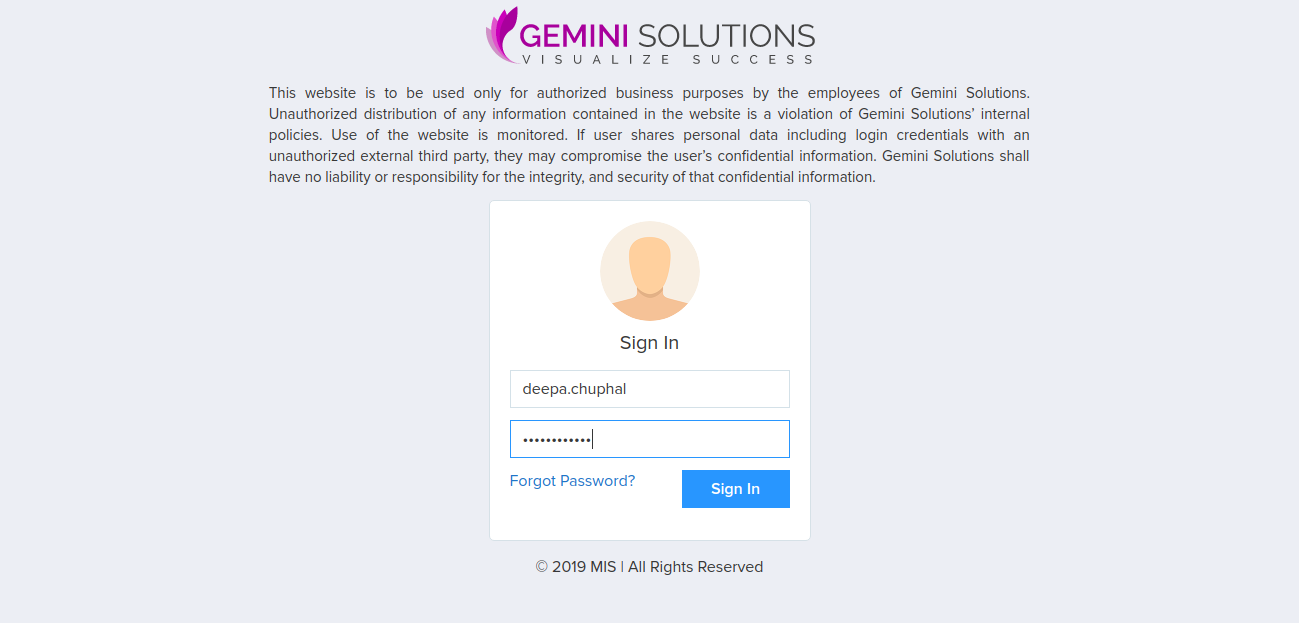 GEMINI SOLUTIONS
VISUALIZE SUCCESS
This website is to be used only for authorized business purposes by the employees of Gemini Solutions.
Unauthorized distribution of any information contained in the website is a violation of Gemini Solutions’ internal
policies. Use of the website is monitored. If user shares personal data including login credentials with an
unauthorized external third party, they may compromise the user’s confidential information. Gemini Solutions shall
have no liability or responsibility for the integrity, and security of that confidential information.
Sign In
deepa.chuphal
••••••••••••
Forgot Password?
Sign In
© 2019 MIS | All Rights Reserved